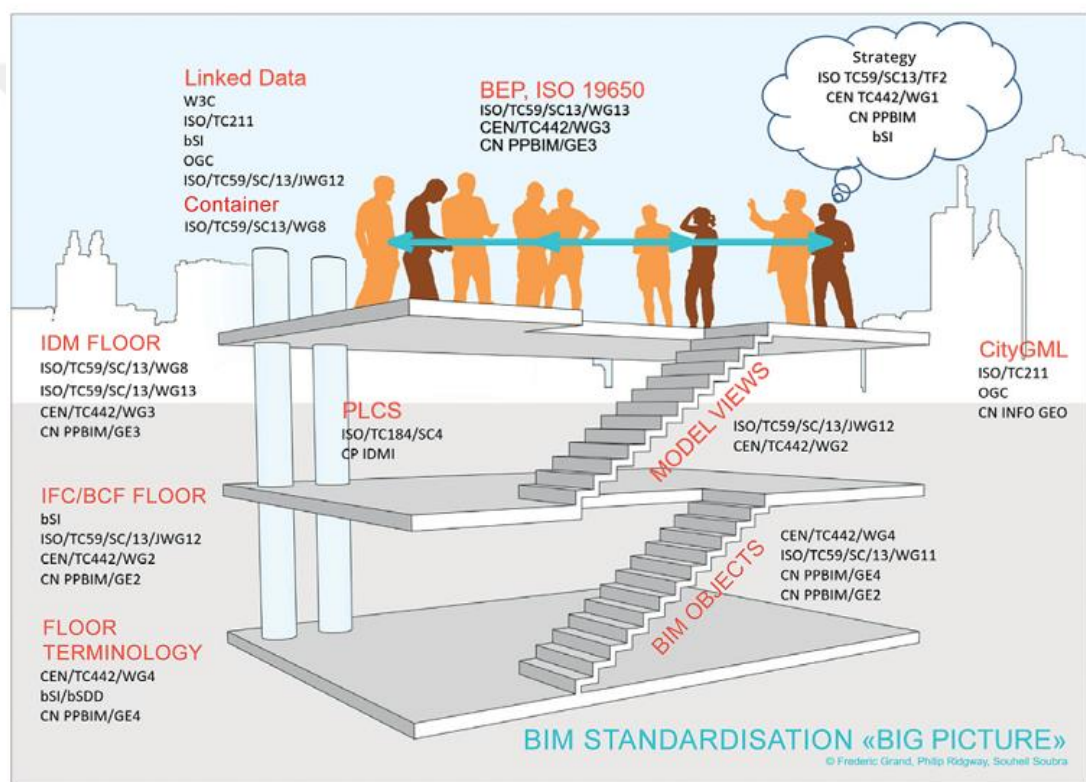 Linked Data
W3C
ISO/TC211
bSI
OGC
ISO/TC59/SC/13/JWG12
Container
ISO/TC59/SC13/WG8
BEP, ISO 19650
ISO/TC59/SC13/WG13
CEN/TC442/WG3
CN PPBIM/GE3
Strategy
ISO TC59/SC13/TF2
CEN TC442/WG1
CN PPBIM
bSI
IDM FLOOR
ISO/TC59/SC/13/WG8
ISO/TC59/SC/13/WG13
CEN/TC442/WG3
CN PPBIM/GE3
PLCS
ISO/TC184/SC4
CP IDMI
MODEL VIEWS
ISO/TC59/SC/13/JWG12
CEN/TC442/WG2
CityGML
ISO/TC211
OGC
CN INFO GEO
IFC/BCF FLOOR
bSI
ISO/TC59/SC/13/JWG12
CEN/TC442/WG2
CN PPBIM/GE2
BIM OBJECTS
CEN/TC442/WG4
ISO/TC59/SC/13/WG11
CN PPBIM/GE4
CN PPBIM/GE2
FLOOR
TERMINOLOGY
CEN/TC442/WG4
bSI/bSDD
CN PPBIM/GE4
BIM STANDARDISATION «BIG PICTURE»
© Frederic Grand, Philip Ridgway, Souheil Soubra